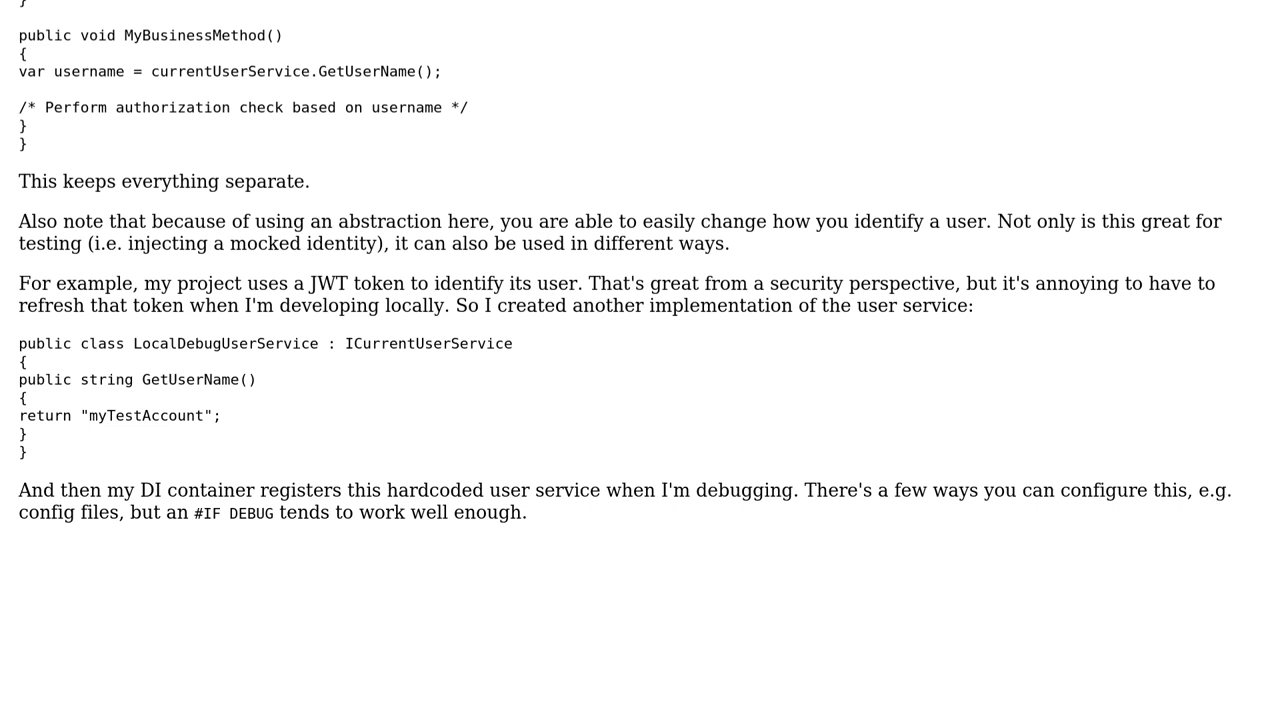 }
public void MyBusinessMethod()
{
var username = currentUserService.GetUserName();
/* Perform authorization check based on username */
}
}
This keeps everything separate.
Also note that because of using an abstraction here, you are able to easily change how you identify a user. Not only is this great for
testing (i.e. injecting a mocked identity), it can also be used in different ways.
For example, my project uses a JWT token to identify its user. That's great from a security perspective, but it's annoying to have to
refresh that token when I'm developing locally. So I created another implementation of the user service:
public class LocalDebugUserService : ICurrentUserService
{
public string GetUserName()
{
return "myTestAccount";
}
}
And then my DI container registers this hardcoded user service when I'm debugging. There's a few ways you can configure this, e.g.
config files, but an #IF DEBUG tends to work well enough.